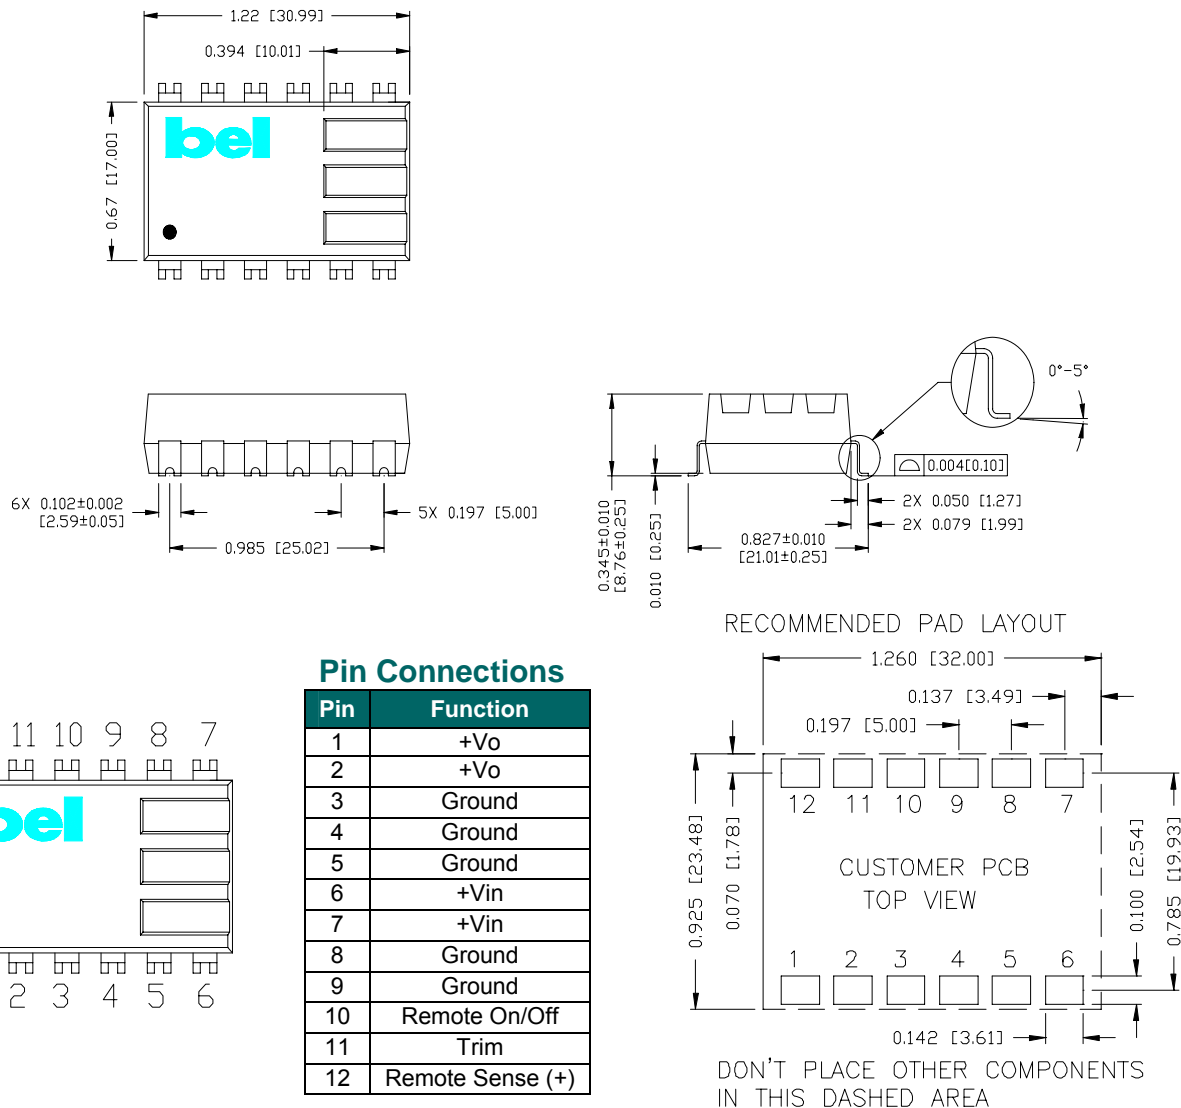 1.22 [30.99]
0.394 [10.01]
0.67 [17.00]
bel
0°-5°
0.004[0.10]
6X 0.102±0.002
[2.59±0.05]
5X 0.197 [5.00]
0.985 [25.02]
0.345±0.010
[8.76±0.25]
0.010 [0.25]
2X 0.050 [1.27]
2X 0.079 [1.99]
0.827±0.010
[21.01±0.25]
11 10 9 8 7
bel
2 3 4 5 6
Pin Connections
Pin Function
1 +Vo
2 +Vo
3 Ground
4 Ground
5 Ground
6 +Vin
7 +Vin
8 Ground
9 Ground
10 Remote On/Off
11 Trim
12 Remote Sense (+)
RECOMMENDED PAD LAYOUT
1.260 [32.00]
0.137 [3.49]
0.197 [5.00]
12 11 10 9 8 7
0.925 [23.48]
0.070 [1.78]
CUSTOMER PCB
TOP VIEW
0.100 [2.54]
0.785 [19.93]
1 2 3 4 5 6
0.142 [3.61]
DON'T PLACE OTHER COMPONENTS
IN THIS DASHED AREA